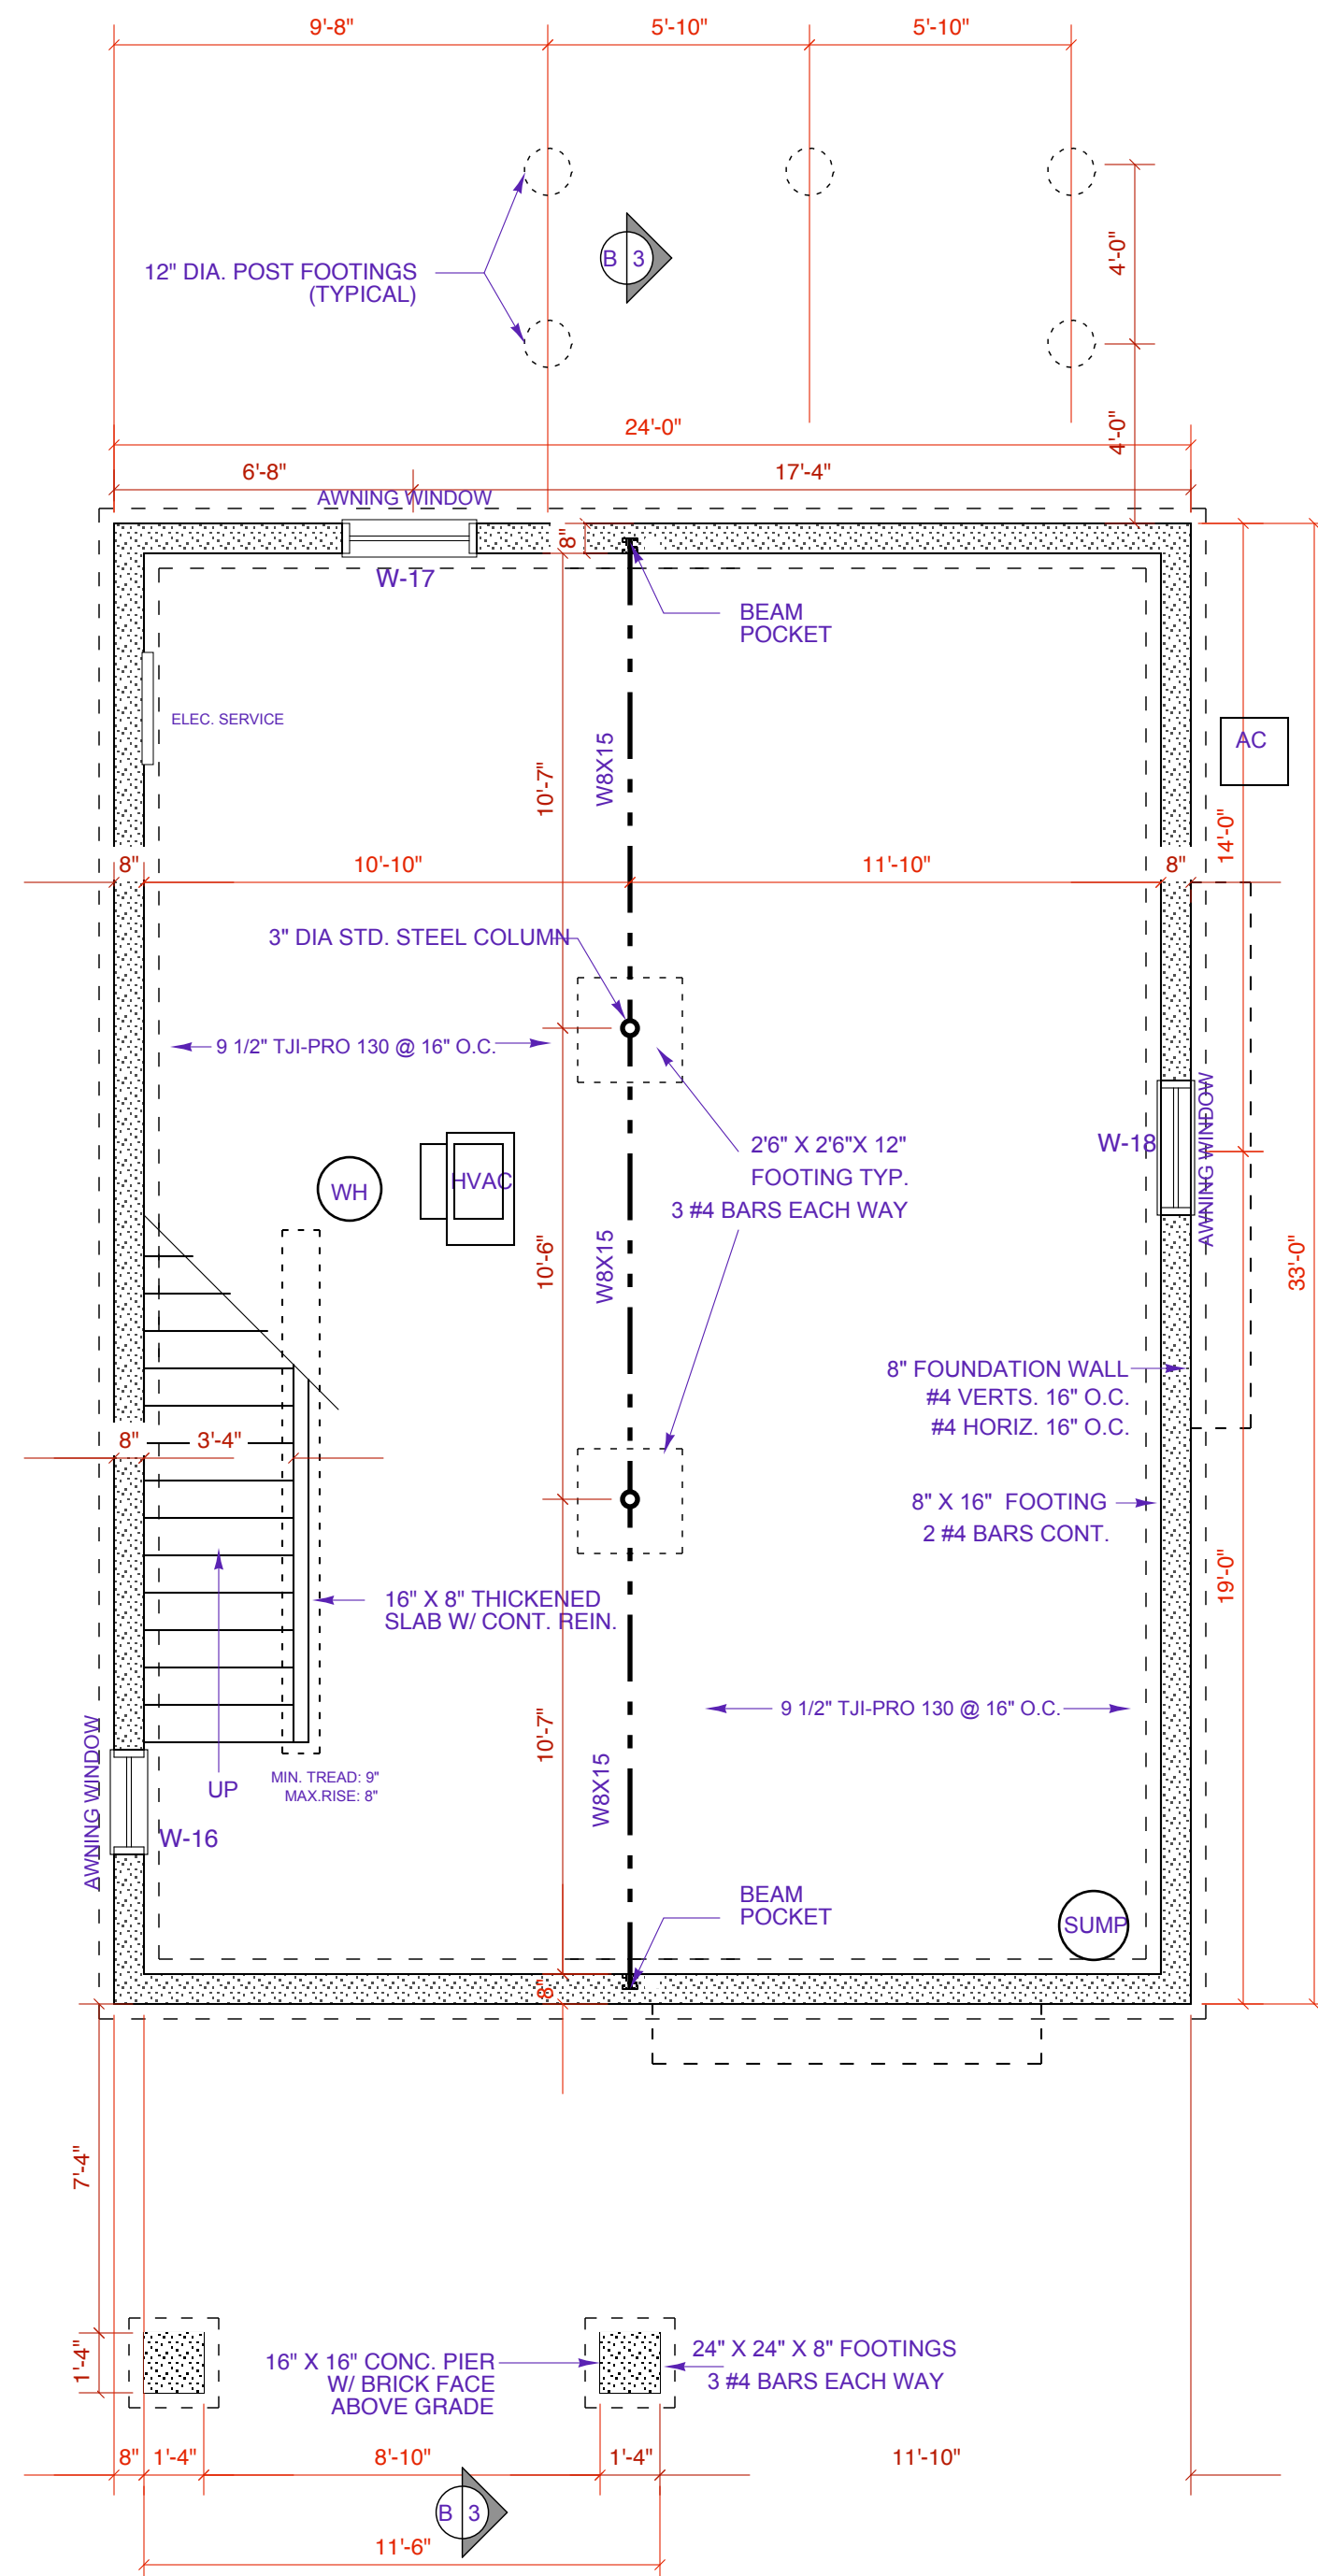 9'-8"
5'-10"
5'-10"
B 3
12" DIA. POST FOOTINGS
(TYPICAL)
4'-0"
4'-0"
24'-0"
6'-8"
17'-4"
AWNING WINDOW
W-17
8"
BEAM
POCKET
ELEC. SERVICE
W8X15
10'-7"
AC
14'-0"
8"
10'-10"
11'-10"
8"
3" DIA STD. STEEL COLUMN
9 1/2" TJI-PRO 130 @ 16" O.C.
2'6" X 2'6"X 12"
FOOTING TYP.
3 #4 BARS EACH WAY
W-18
AWNING WINDOW
WH
HVAC
10'-6"
W8X15
33'-0"
8" FOUNDATION WALL
#4 VERTS. 16" O.C.
#4 HORIZ. 16" O.C.
8"
3'-4"
8" X 16" FOOTING
2 #4 BARS CONT.
19'-0"
16" X 8" THICKENED
SLAB W/ CONT. REIN.
9 1/2" TJI-PRO 130 @ 16" O.C.
10'-7"
W8X15
UP
MIN. TREAD: 9"
MAX.RISE: 8"
AWNING WINDOW
W-16
BEAM
POCKET
SUMP
8"
7'-4"
1'-4"
16" X 16" CONC. PIER
W/ BRICK FACE
ABOVE GRADE
24" X 24" X 8" FOOTINGS
3 #4 BARS EACH WAY
8"
1'-4"
8'-10"
1'-4"
11'-10"
B 3
11'-6"